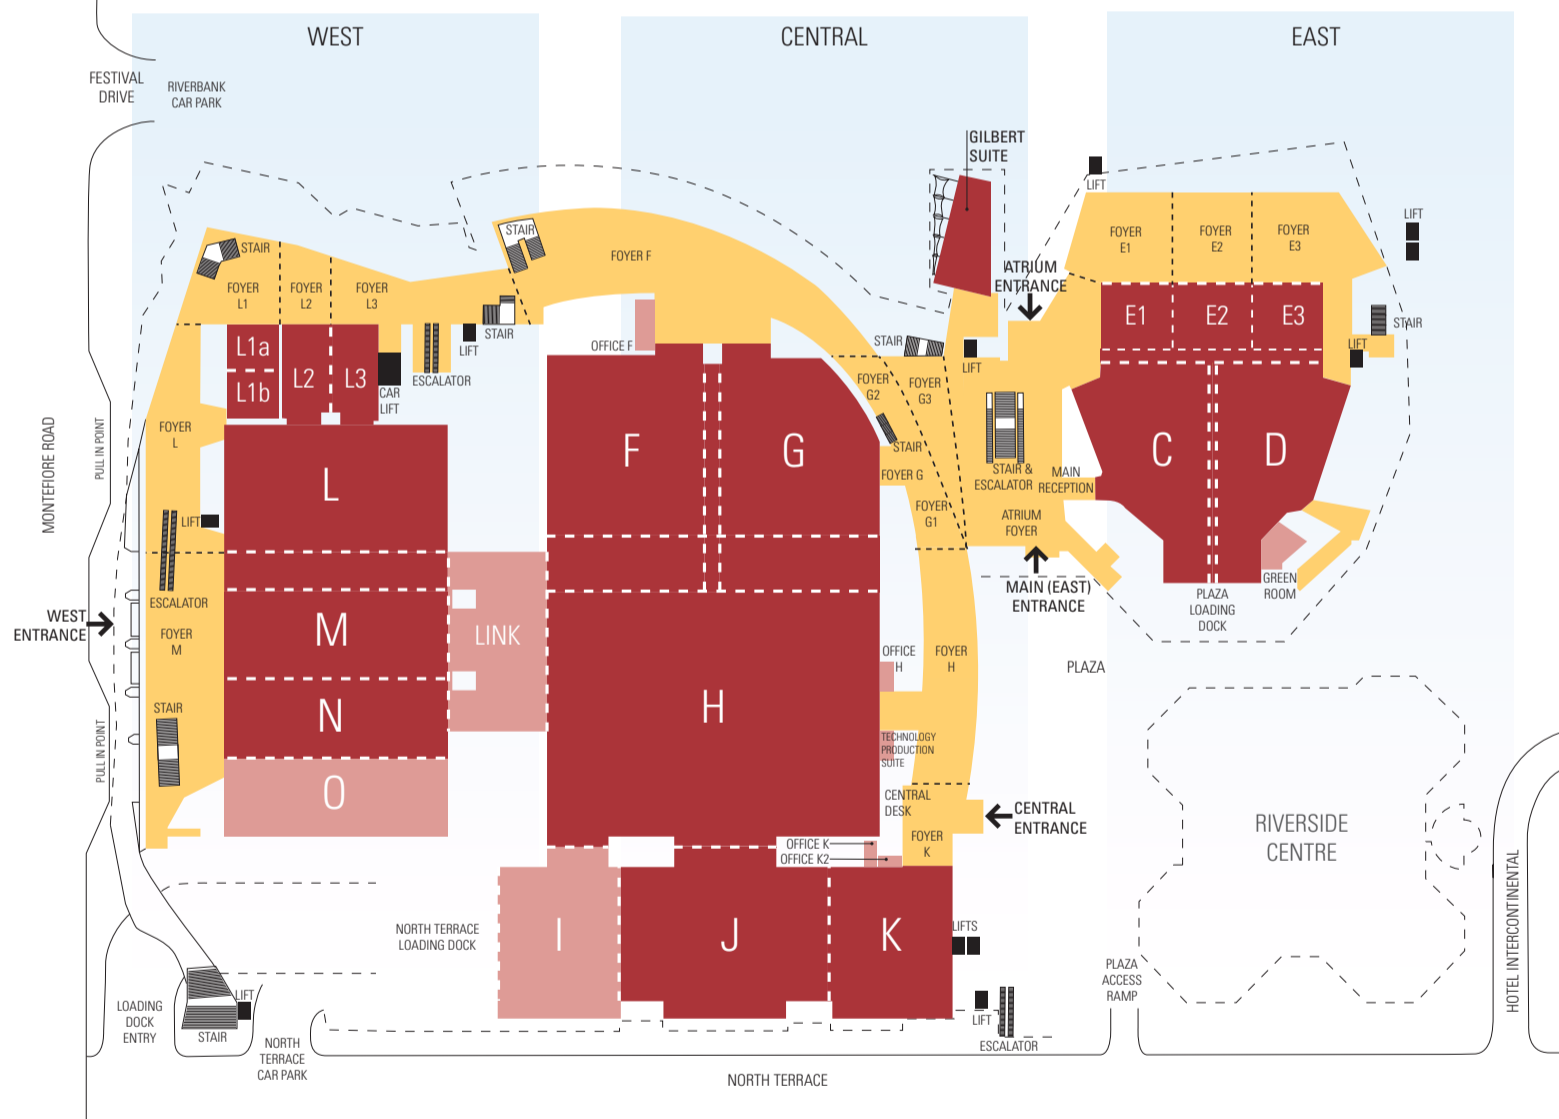 WEST
CENTRAL
EAST
FESTIVAL
DRIVE
RIVERBANK
CAR PARK
GILBERT
SUITE
LIFT
LIFT
STAIR
STAIR
FOYER F
FOYER
E1
FOYER
E2
FOYER
E3
ATRIUM
ENTRANCE
FOYER
L1
FOYER
L2
FOYER
L3
STAIR
LIFT
OFFICE F
STAIR
LIFT
E1
E2
E3
STAIR
LIFT
L1a
L1b
L2
L3
CAR
LIFT
ESCALATOR
FOYER
G2
FOYER
G3
MONTEFIORE ROAD
PULL IN POINT
FOYER
L
L
F
G
STAIR
FOYER G
STAIR &
ESCALATOR
MAIN
RECEPTION
C
D
LIFT
FOYER
G1
ATRIUM
FOYER
ESCALATOR
MAIN (EAST)
ENTRANCE
PLAZA
LOADING
DOCK
GREEN
ROOM
WEST
ENTRANCE
FOYER
M
M
LINK
OFFICE
H
FOYER
H
PLAZA
STAIR
PULL IN POINT
N
H
TECHNOLOGY
PRODUCTION
SUITE
O
CENTRAL
DESK
CENTRAL
ENTRANCE
FOYER
K
OFFICE K
OFFICE K2
RIVERSIDE
CENTRE
NORTH TERRACE
LOADING DOCK
I
J
K
LIFTS
PLAZA
ACCESS
RAMP
HOTEL INTERCONTINENTAL
LIFT
LOADING
DOCK
ENTRY
STAIR
NORTH
TERRACE
CAR PARK
LIFT
ESCALATOR
NORTH TERRACE